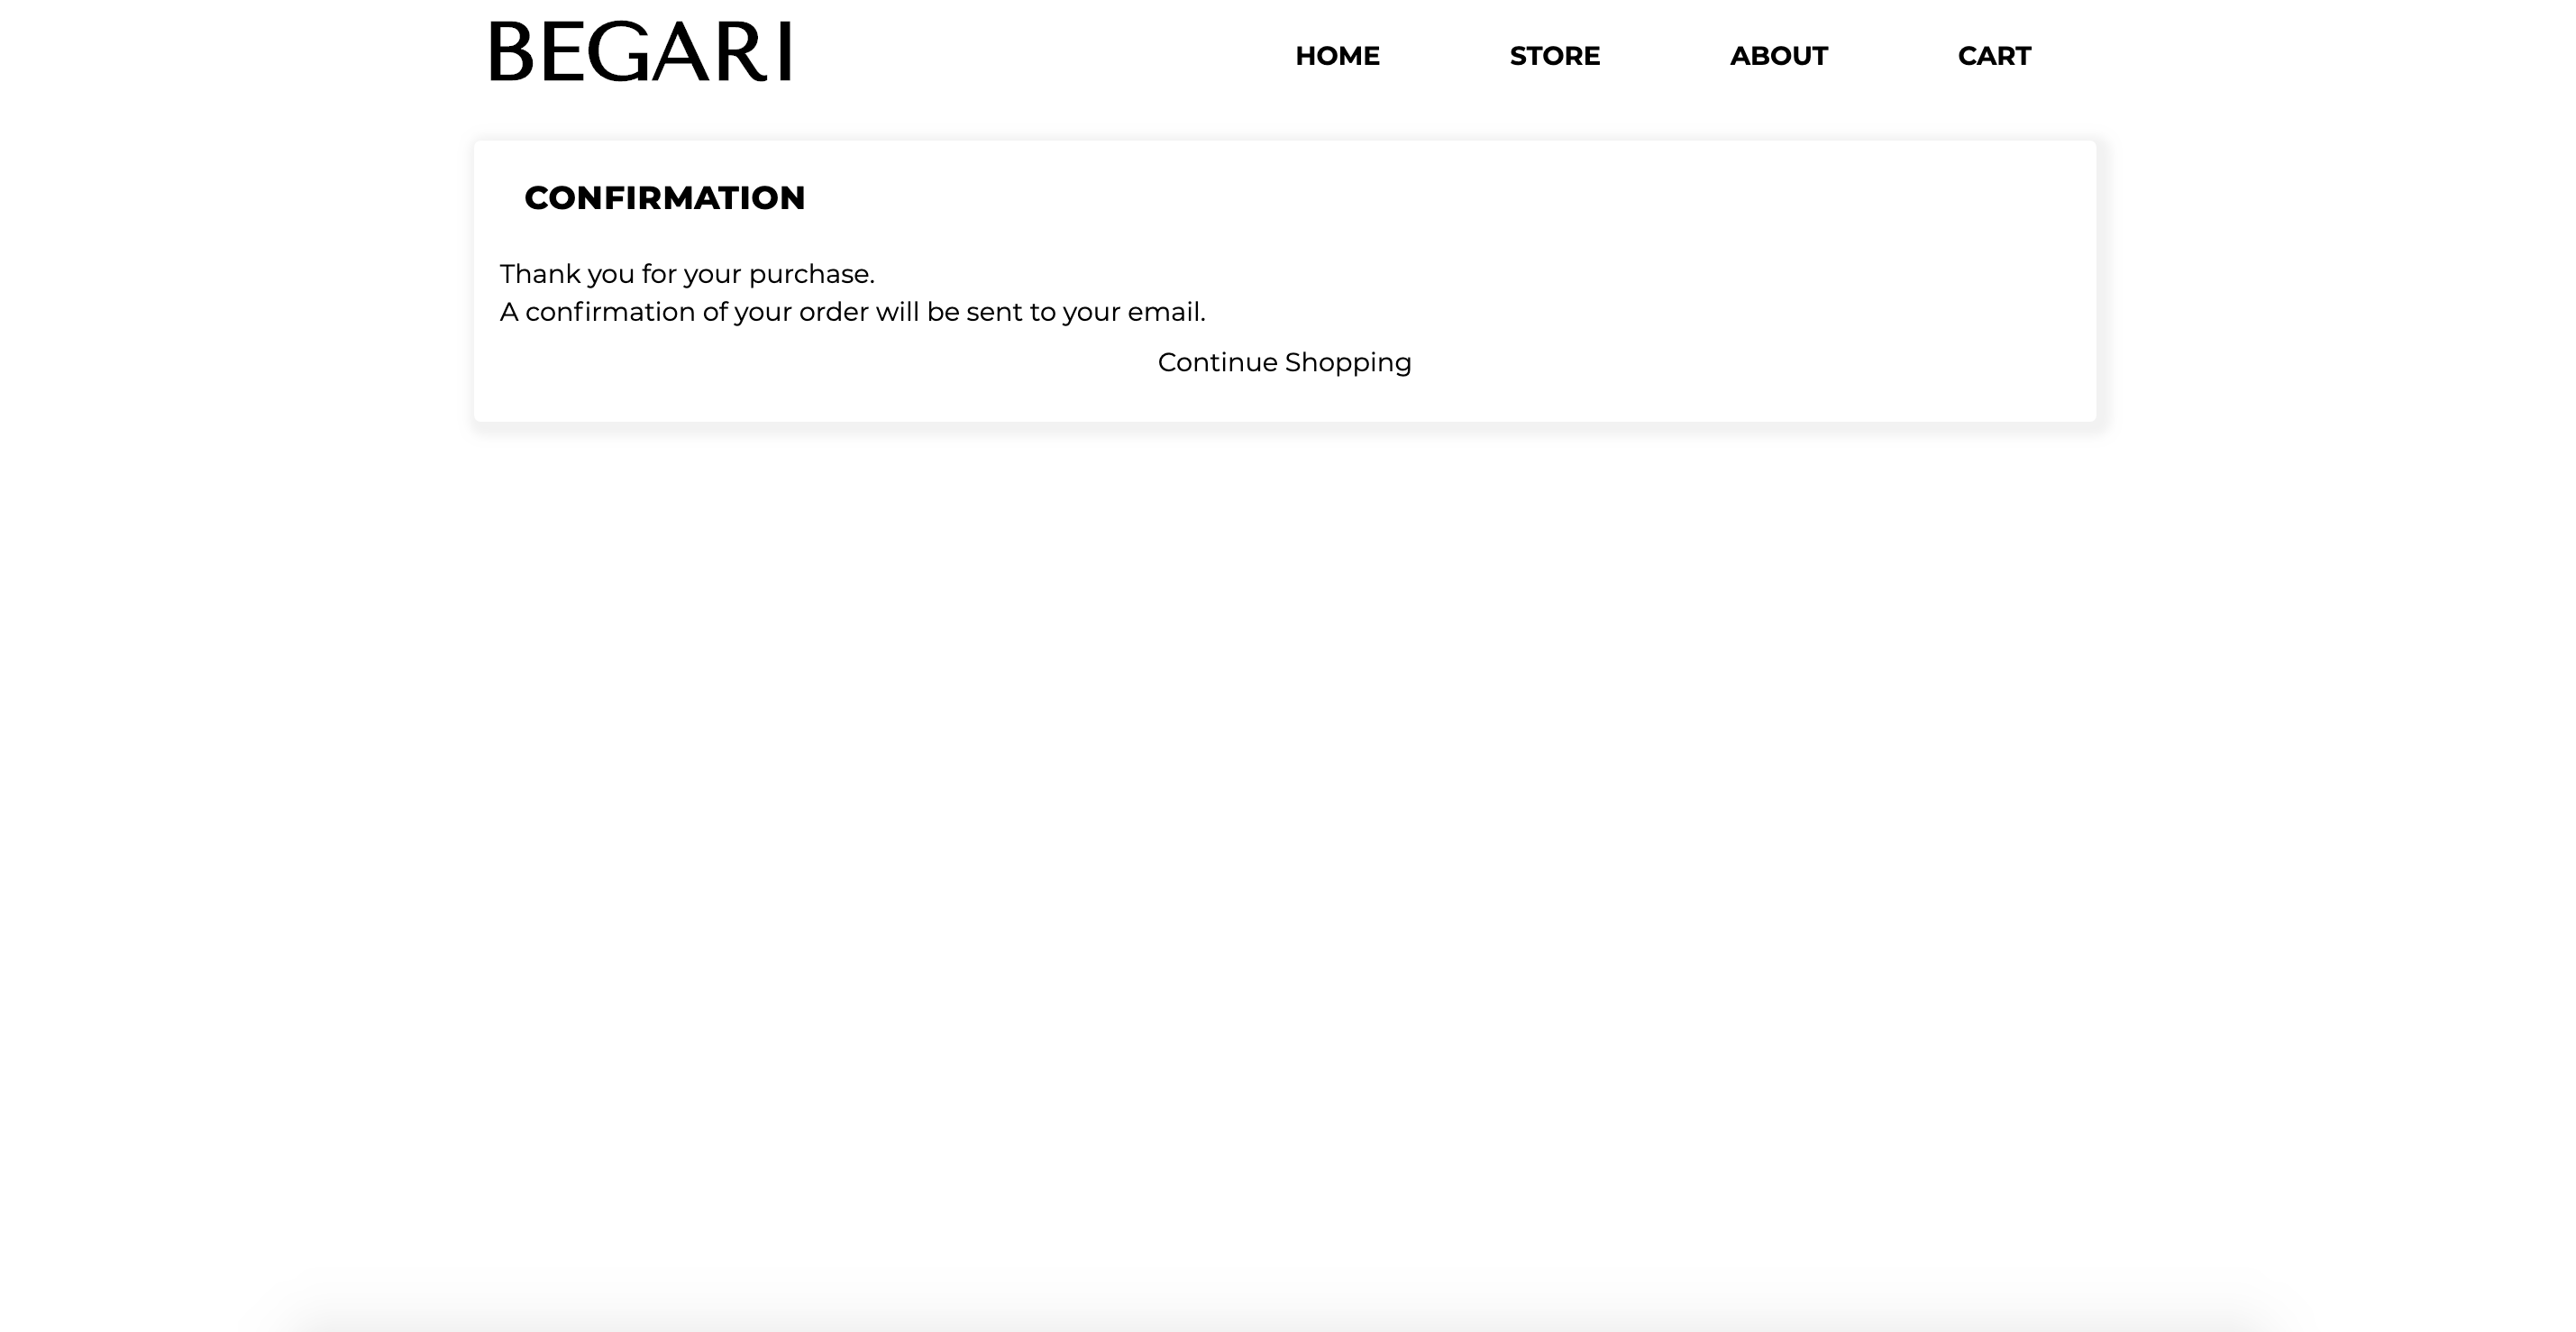 BEGARI
HOME STORE ABOUT CART
CONFIRMATION
Thank you for your purchase.
A confirmation of your order will be sent to your email.
Continue Shopping